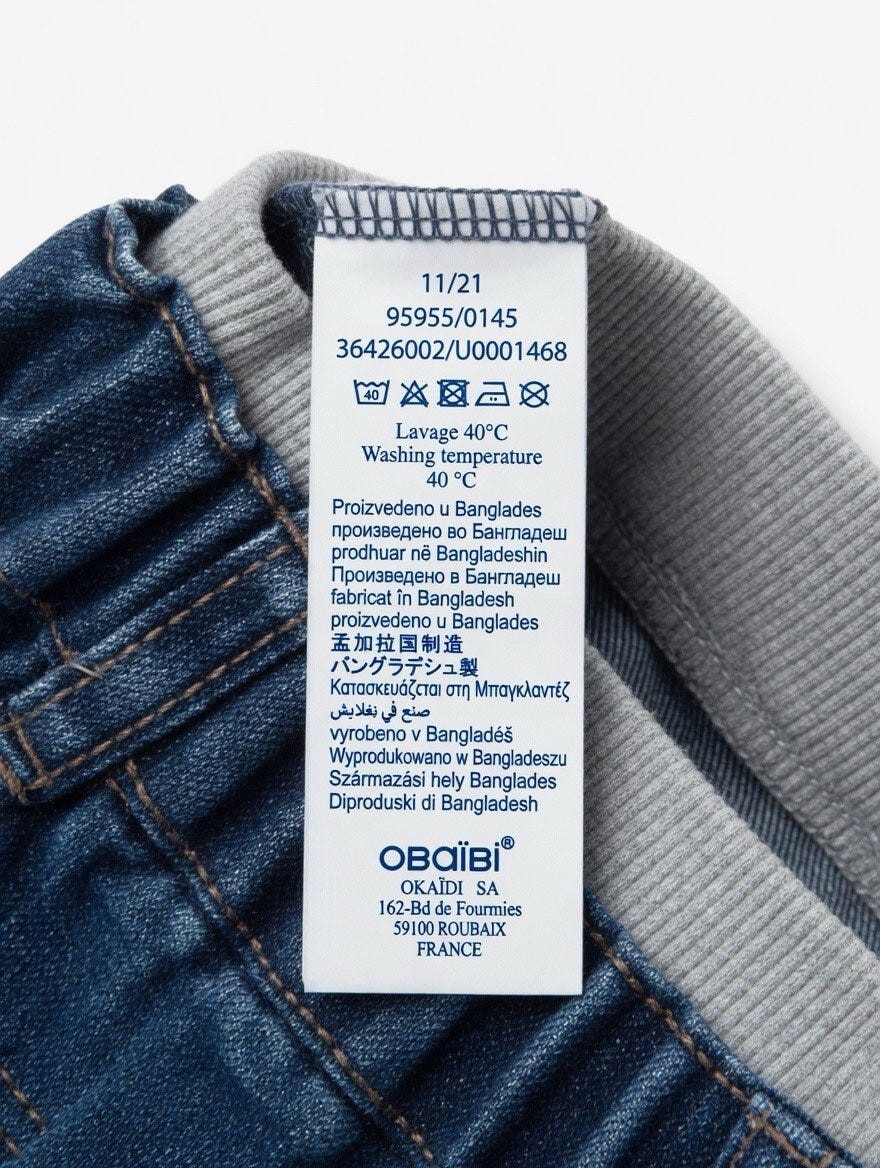 11/21
95955/0145
36426002/U0001468
40
Lavage 40°C
Washing temperature
40 °C
Proizvedeno u Banglades
произведено во Бангладеш
prodhuar në Bangladeshin
Произведено в Бангладеш
fabricat în Bangladesh
proizvedeno u Banglades
孟加拉国制造
バングラデシュ製
Κατασκευάζεται στη Μπαγκλαντέζ
صنع في نغلابش
vyrobeno v Bangladéš
Wyprodukowano w Bangladeszu
Származási hely Banglades
Diproduski di Bangladesh
OBaïBi®
OKAÏDI SA
162-Bd de Fourmies
59100 ROUBAIX
FRANCE